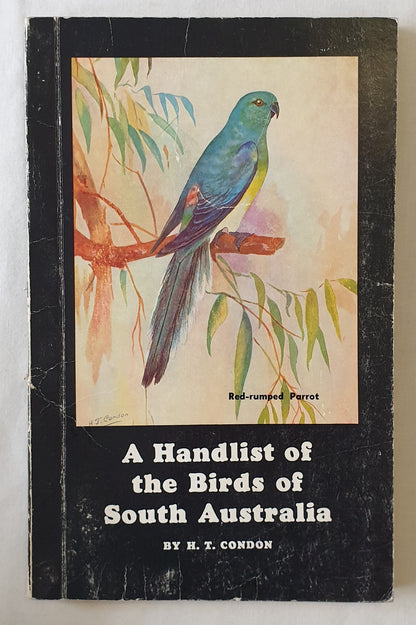 Red-rumped Parrot
H.T. Condon
A Handlist of
the Birds of
South Australia
BY H. T. CONDON